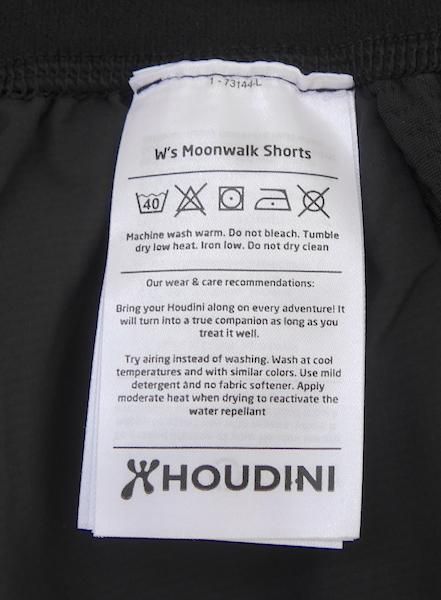 1 - 73144-L
W's Moonwalk Shorts
40
Machine wash warm. Do not bleach. Tumble
dry low heat. Iron low. Do not dry clean
Our wear & care recommendations:
Bring your Houdini along on every adventure! It
will turn into a true companion as long as you
treat it well.
Try airing instead of washing. Wash at cool
temperatures and with similar colors. Use mild
detergent and no fabric softener. Apply
moderate heat when drying to reactivate the
water repellant
HOUDINI